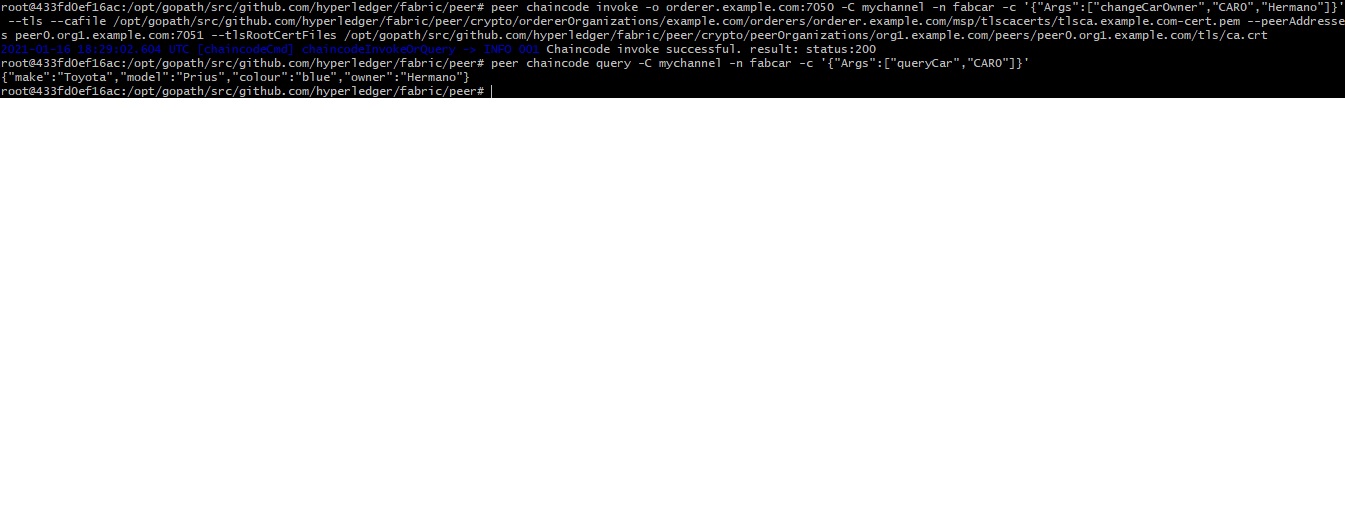 root@433fd0ef16ac:/opt/gopath/src/github.com/hyperledger/fabric/peer# peer chaincode invoke -o orderer.example.com:7050 -C mychannel -n fabcar -c '{"Args":["changeCarOwner","CAR0","Hermano"]}'
--tls --cafile /opt/gopath/src/github.com/hyperledger/fabric/peer/crypto/ordererOrganizations/example.com/orderers/orderer.example.com/msp/tlscacerts/tlsca.example.com-cert.pem --peerAddresse
s peer0.org1.example.com:7051 --tlsRootCertFiles /opt/gopath/src/github.com/hyperledger/fabric/peer/crypto/peerOrganizations/org1.example.com/peers/peer0.org1.example.com/tls/ca.crt
2021-01-16 18:29:02.604 UTC [chaincodeCmd] chaincodeInvokeOrQuery -> INFO 001 Chaincode invoke successful. result: status:200
root@433fd0ef16ac:/opt/gopath/src/github.com/hyperledger/fabric/peer# peer chaincode query -C mychannel -n fabcar -c '{"Args":["queryCar","CAR0"]}'
{"make":"Toyota","model":"Prius","colour":"blue","owner":"Hermano"}
root@433fd0ef16ac:/opt/gopath/src/github.com/hyperledger/fabric/peer#